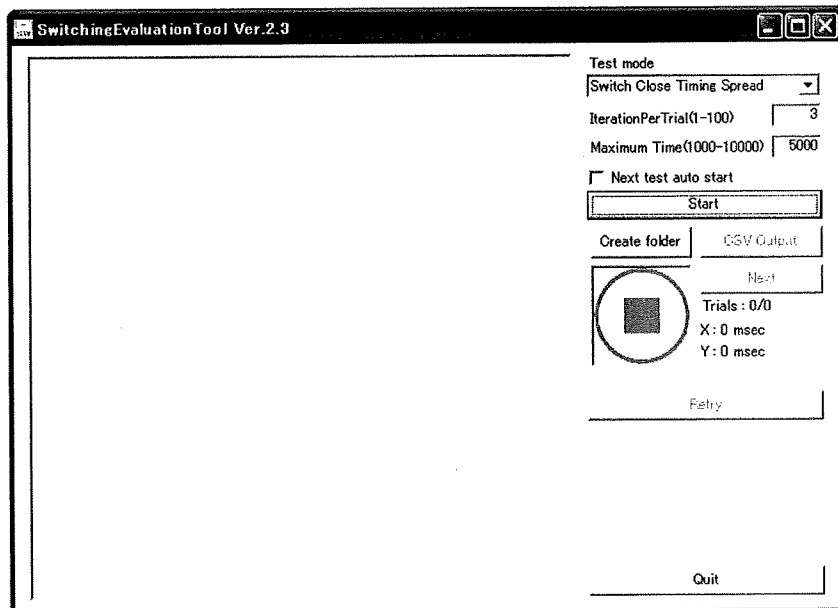 SwitchingEvaluationTool Ver.2.3
Test mode
Switch Close Timing Spread
IterationPerTrial(1-100) 3
Maximum Time(1000-10000) 5000
Next test auto start
Start
Create folder CSV Output
Next
Trials : 0/0
X : 0 msec
Y : 0 msec
Retry
Quit